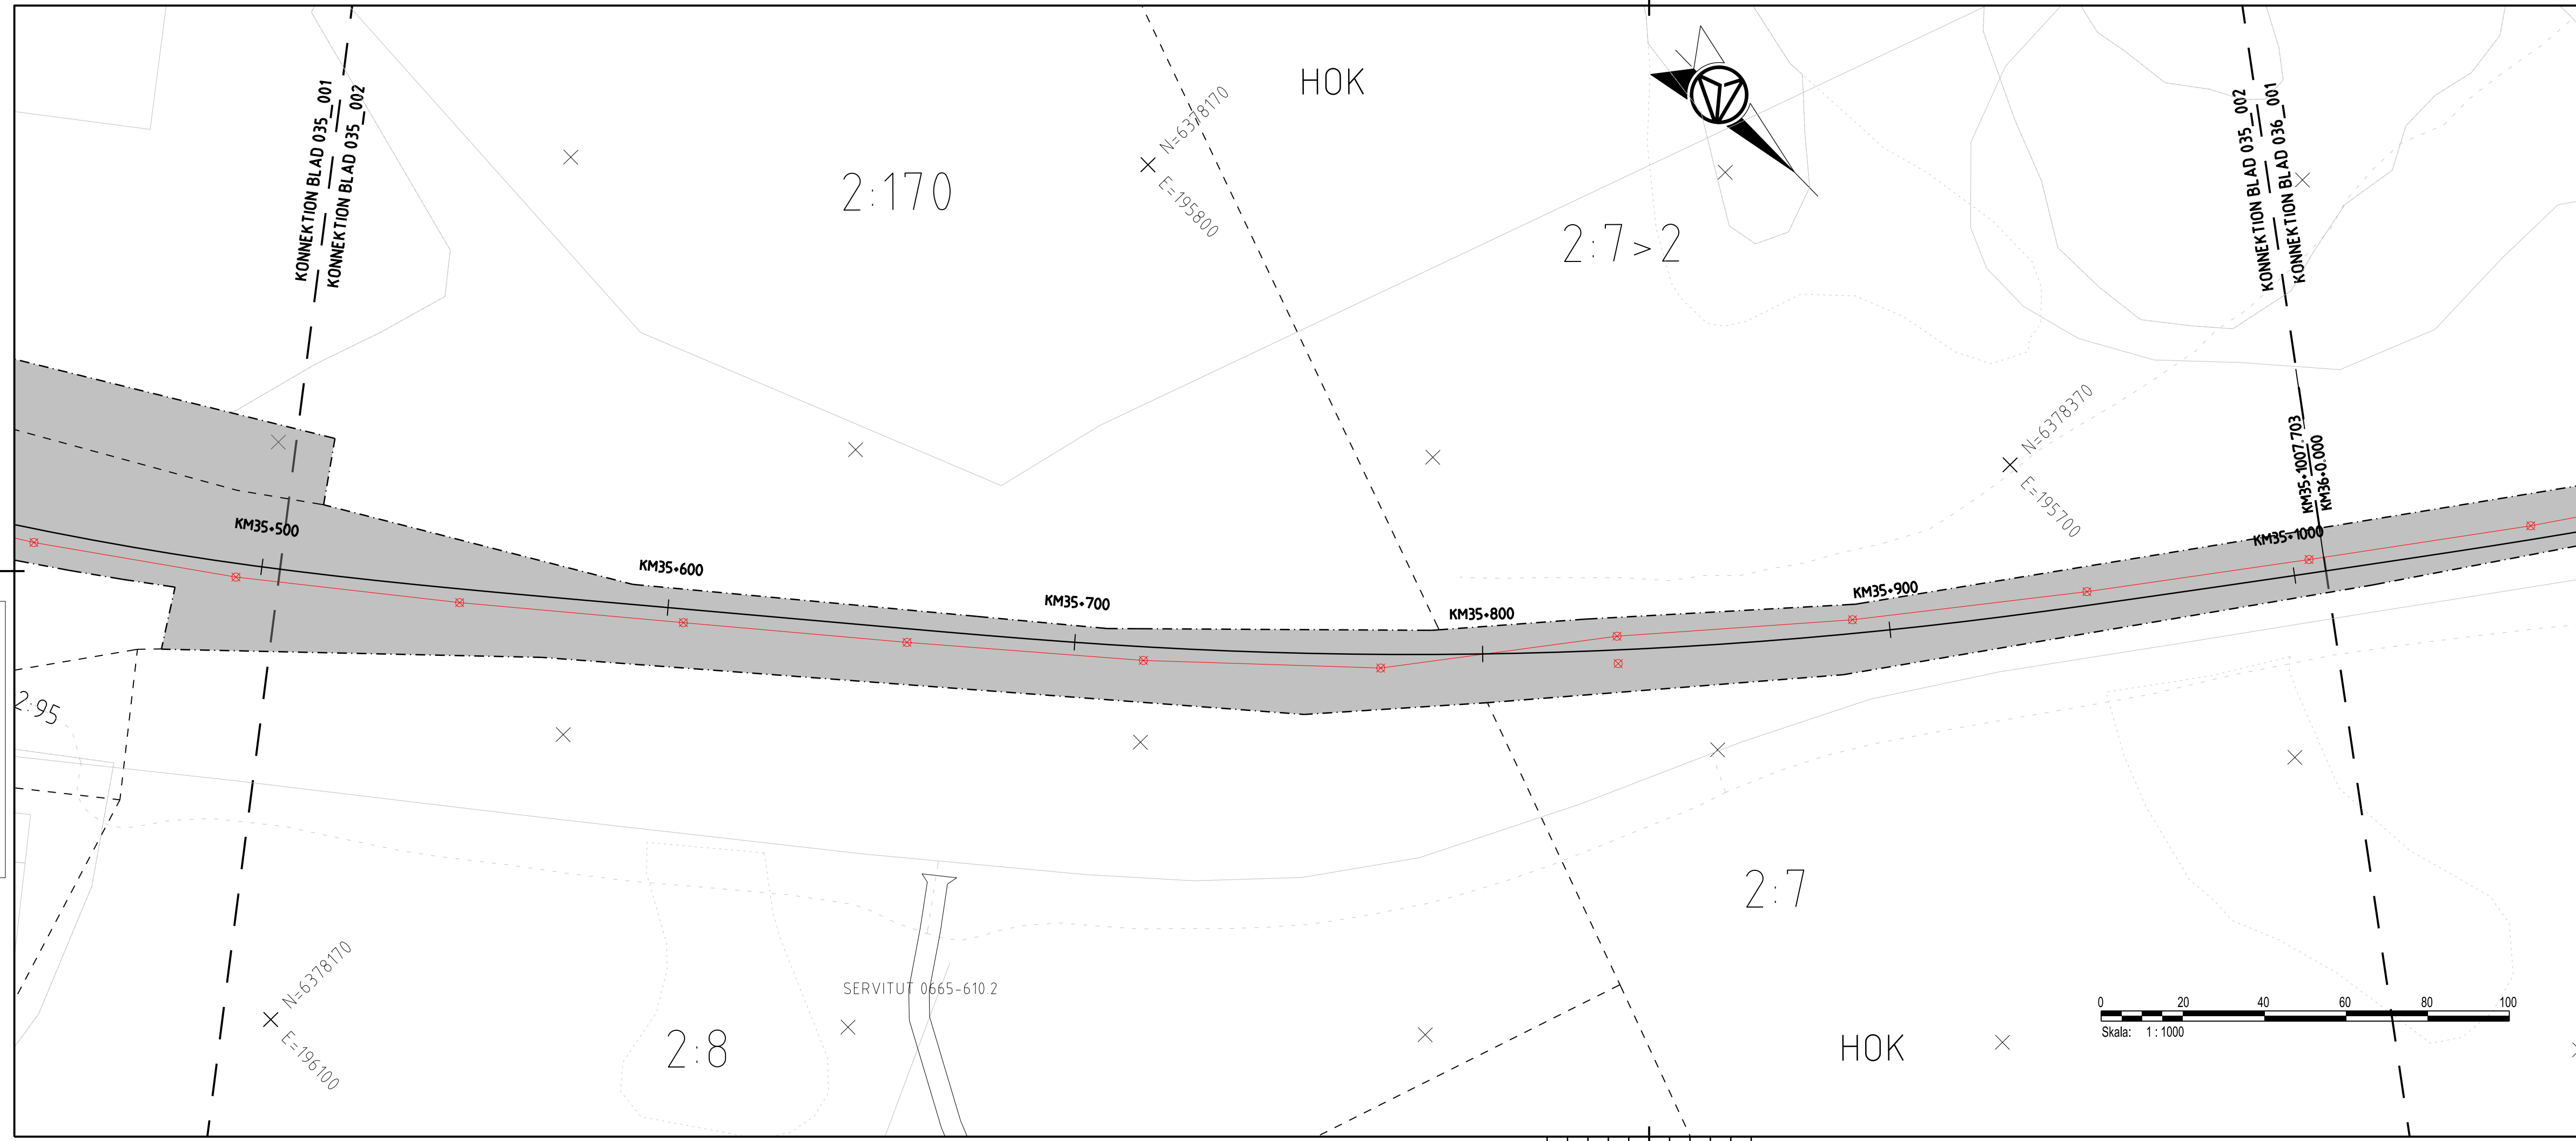 KONNEKTION BLAD 035_001
KONNEKTION BLAD 035_002
HOK
2:170
N=6378170
E=195800
2:7>2
KONNEKTION BLAD 035_002
KONNEKTION BLAD 036_001
N=6378370
E=195700
KM35+1007.703
KM36+0.000
KM35+500
KM35+600
KM35+700
KM35+800
KM35+900
KM35+1000
2:95
2:7
SERVITUT 0665-610.2
N=6378170
E=196100
2:8
HOK
0 20 40 60 80 100
Skala: 1 : 1000